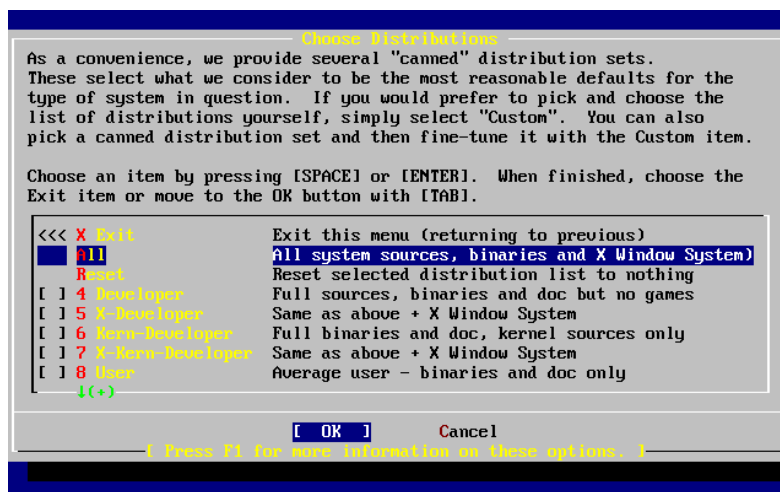 Choose Distributions
As a convenience, we provide several "canned" distribution sets.
These select what we consider to be the most reasonable defaults for the
type of system in question.  If you would prefer to pick and choose the
list of distributions yourself, simply select "Custom".  You can also
pick a canned distribution set and then fine-tune it with the Custom item.
Choose an item by pressing [SPACE] or [ENTER].  When finished, choose the
Exit item or move to the OK button with [TAB].
<<< X Exit Exit this menu (returning to previous)
All All system sources, binaries and X Window System)
Reset Reset selected distribution list to nothing
[ ] 4 Developer Full sources, binaries and doc but no games
[ ] 5 X-Developer Same as above + X Window System
[ ] 6 Kern-Developer Full binaries and doc, kernel sources only
[ ] 7 X-Kern-Developer Same as above + X Window System
[ ] 8 User Average user - binaries and doc only
↓(+)
[ OK ] Cancel
[ Press F1 for more information on these options. ]